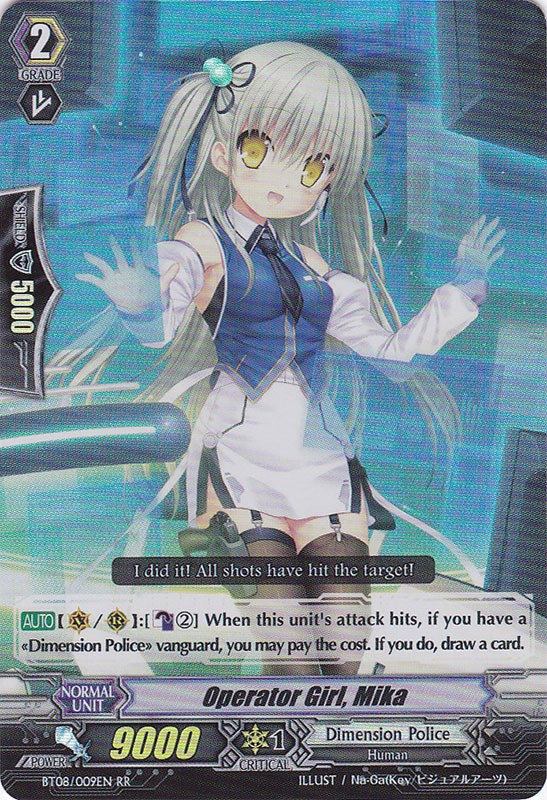 2
GRADE
SHIELD
5000
I did it! All shots have hit the target!
AUTO【V/R】:[②] When this unit's attack hits, if you have a
«Dimension Police» vanguard, you may pay the cost. If you do, draw a card.
NORMAL
UNIT
Operator Girl, Mika
POWER
9000
1
CRITICAL
Dimension Police
Human
BT08/009EN RR
ILLUST / Na-Ga(Key/ビジュアルアーツ)